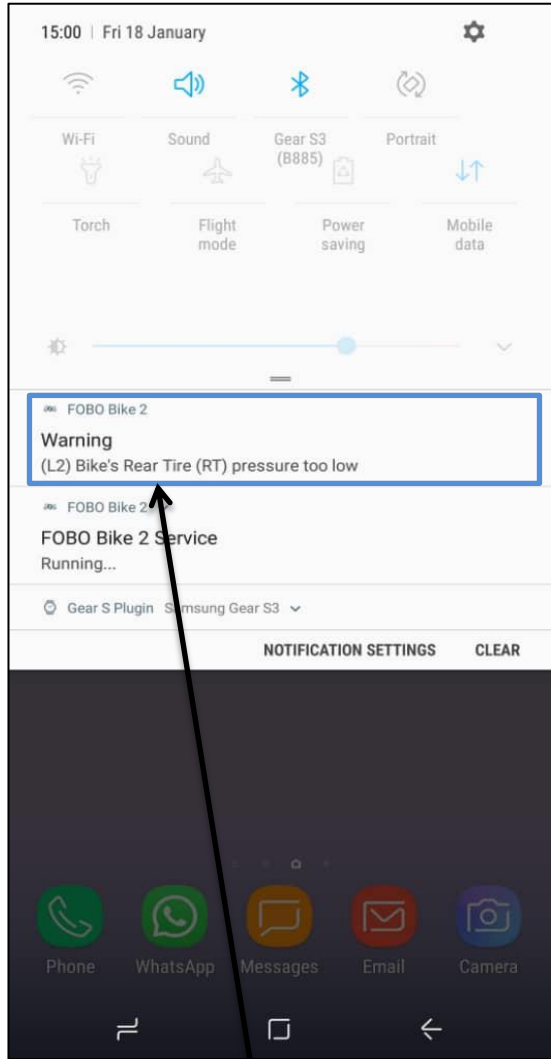 15:00 | Fri 18 January
Wi-Fi Sound Gear S3 (B885) Portrait
Torch Flight mode Power saving Mobile data
FOBO Bike 2
Warning
(L2) Bike's Rear Tire (RT) pressure too low
FOBO Bike 2
FOBO Bike 2 Service
Running...
Gear S Plugin Samsung Gear S3
NOTIFICATION SETTINGS CLEAR
Phone WhatsApp Messages Email Camera